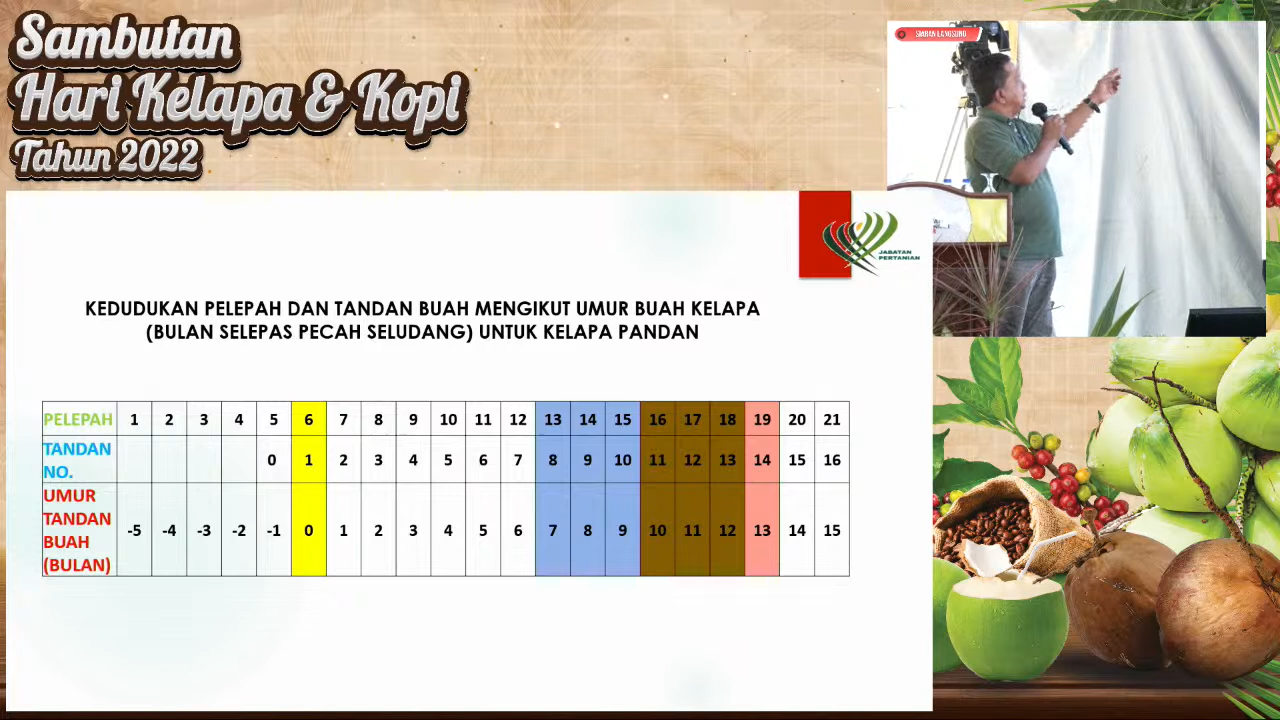 Sambutan
Hari Kelapa & Kopi
Tahun 2022
SIARAN LANGSUNG
JABATAN
PERTANIAN
KEDUDUKAN PELEPAH DAN TANDAN BUAH MENGIKUT UMUR BUAH KELAPA
(BULAN SELEPAS PECAH SELUDANG) UNTUK KELAPA PANDAN
PELEPAH 1 2 3 4 5 6 7 8 9 10 11 12 13 14 15 16 17 18 19 20 21
TANDAN NO. 0 1 2 3 4 5 6 7 8 9 10 11 12 13 14 15 16
UMUR TANDAN BUAH (BULAN) -5 -4 -3 -2 -1 0 1 2 3 4 5 6 7 8 9 10 11 12 13 14 15